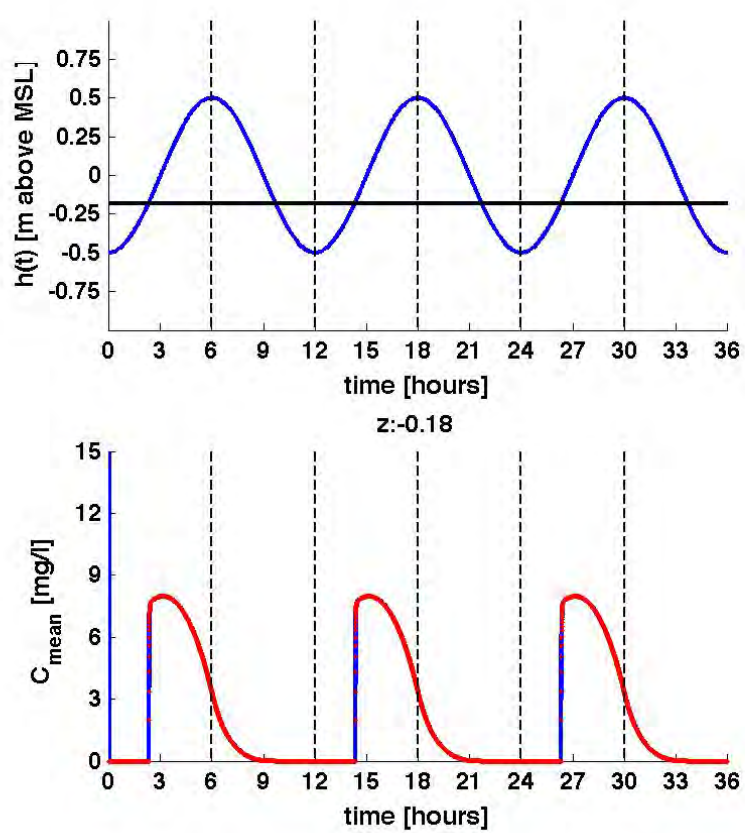 h(t) [m above MSL]
0.75
0.5
0.25
0
-0.25
-0.5
-0.75
0 3 6 9 12 15 18 21 24 27 30 33 36
time [hours]
z:-0.18
C_mean [mg/l]
15
12
9
6
3
0
0 3 6 9 12 15 18 21 24 27 30 33 36
time [hours]